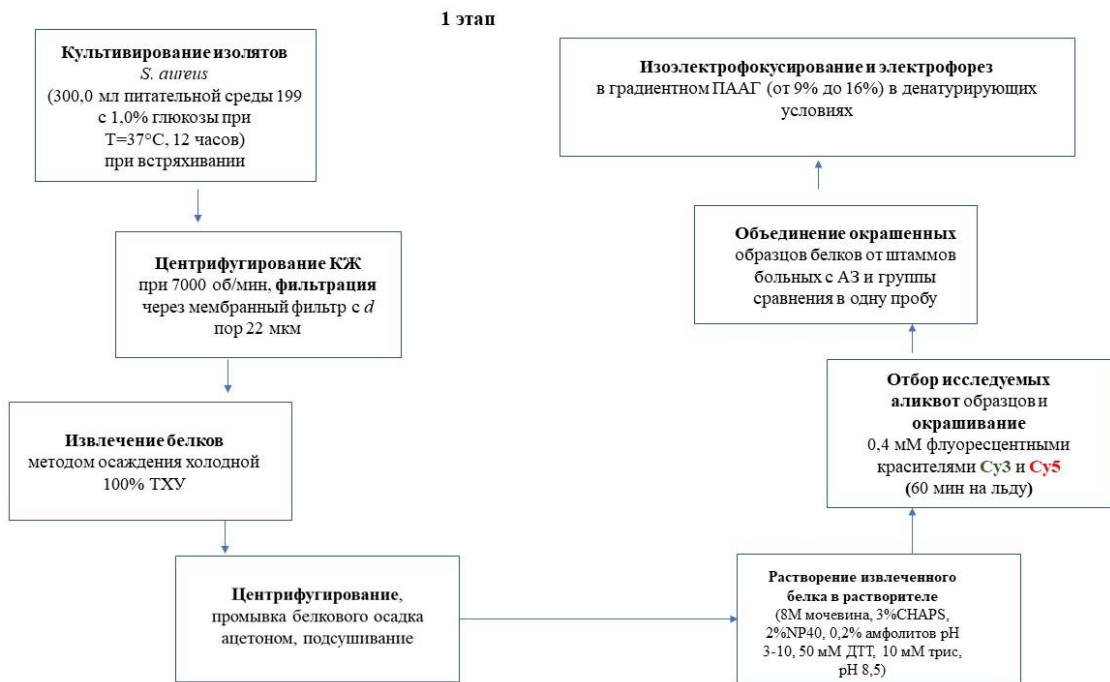 1 этап
Культивирование изолятов
S. aureus
(300,0 мл питательной среды 199
с 1,0% глюкозы при
Т=37°С, 12 часов)
при встряхивании
Центрифугирование КЖ
при 7000 об/мин, фильтрация
через мембранный фильтр с d
пор 22 мкм
Извлечение белков
методом осаждения холодной
100% ТХУ
Центрифугирование,
промывка белкового осадка
ацетоном, подсушивание
Растворение извлеченного
белка в растворителе
(8М мочевина, 3%CHAPS,
2%NP40, 0,2% амфолитов pH
3-10, 50 мМ ДТТ, 10 мМ трис,
pH 8,5)
Отбор исследуемых
аликвот образцов и
окрашивание
0,4 мМ флуоресцентными
красителями Cy3 и Cy5
(60 мин на льду)
Объединение окрашенных
образцов белков от штаммов
больных с АЗ и группы
сравнения в одну пробу
Изоэлектрофокусирование и электрофорез
в градиентном ПААГ (от 9% до 16%) в денатурирующих
условиях